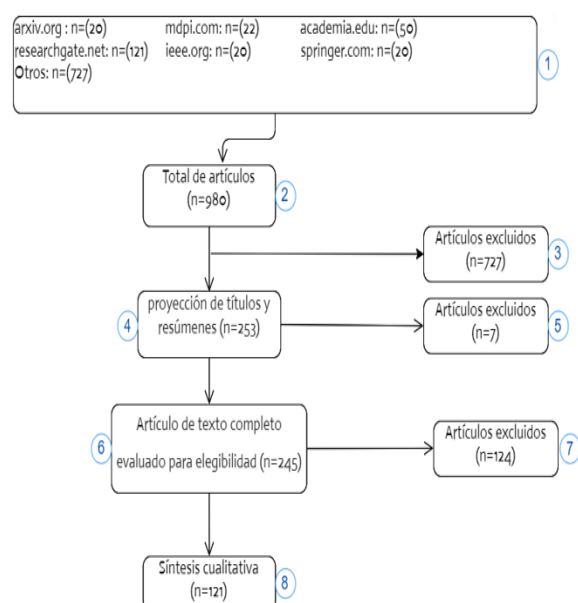 arxiv.org : n=(20) mdpi.com: n=(22) academia.edu: n=(50)
researchgate.net: n=(121) ieee.org: n=(20) springer.com: n=(20)
Otros: n=(727)
1
Total de artículos
(n=980)
2
Artículos excluidos
(n=727)
3
4
proyección de títulos y
resúmenes (n=253)
Artículos excluidos
(n=7)
5
6
Artículo de texto completo
evaluado para elegibilidad (n=245)
Artículos excluidos
(n=124)
7
Síntesis cualitativa
(n=121)
8